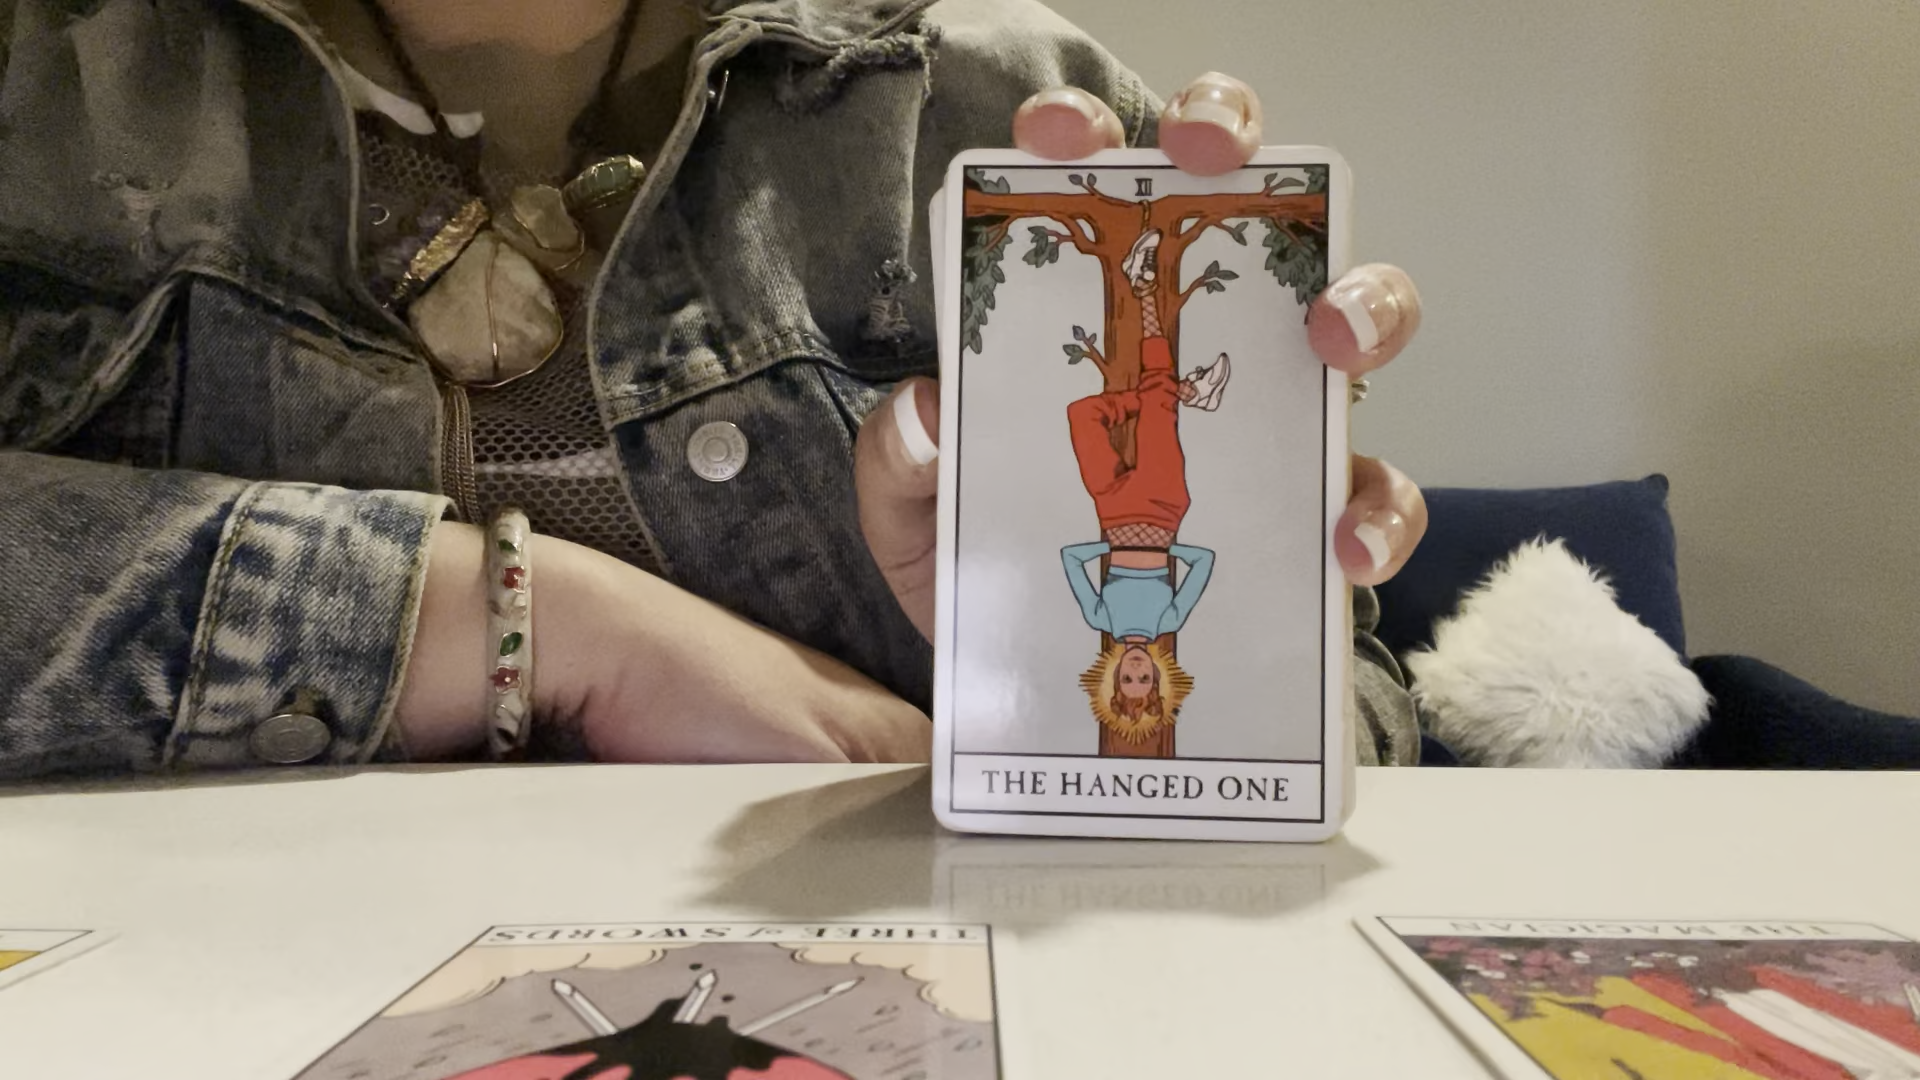 XII
THE HANGED ONE
THREE of SWORDS
THE MAGICIAN